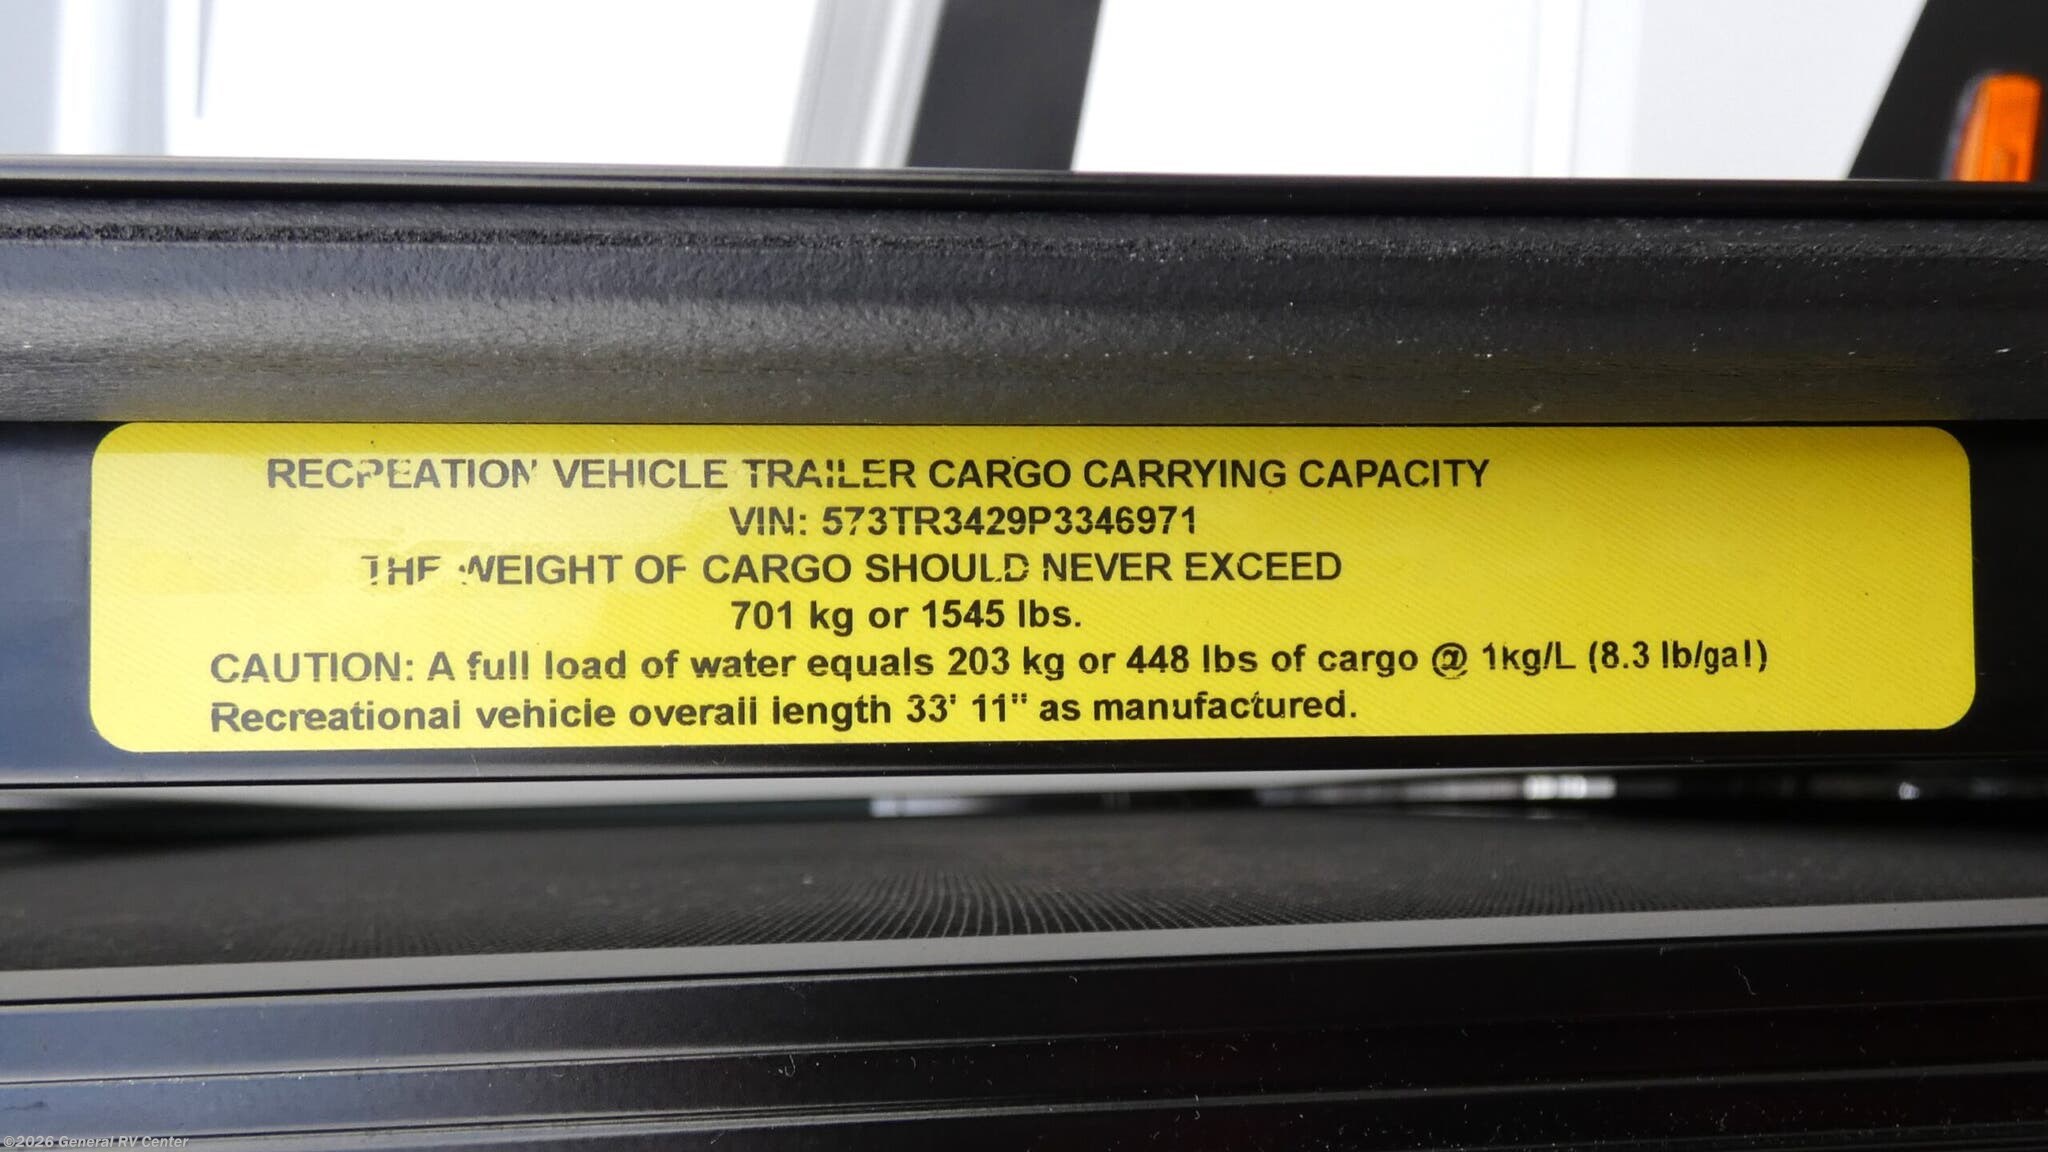 RECREATION VEHICLE TRAILER CARGO CARRYING CAPACITY
VIN: 573TR3429P3346971
THE WEIGHT OF CARGO SHOULD NEVER EXCEED
701 kg or 1545 lbs.
CAUTION: A full load of water equals 203 kg or 448 lbs of cargo @ 1kg/L (8.3 lb/gal)
Recreational vehicle overall length 33' 11" as manufactured.
©2026 General RV Center